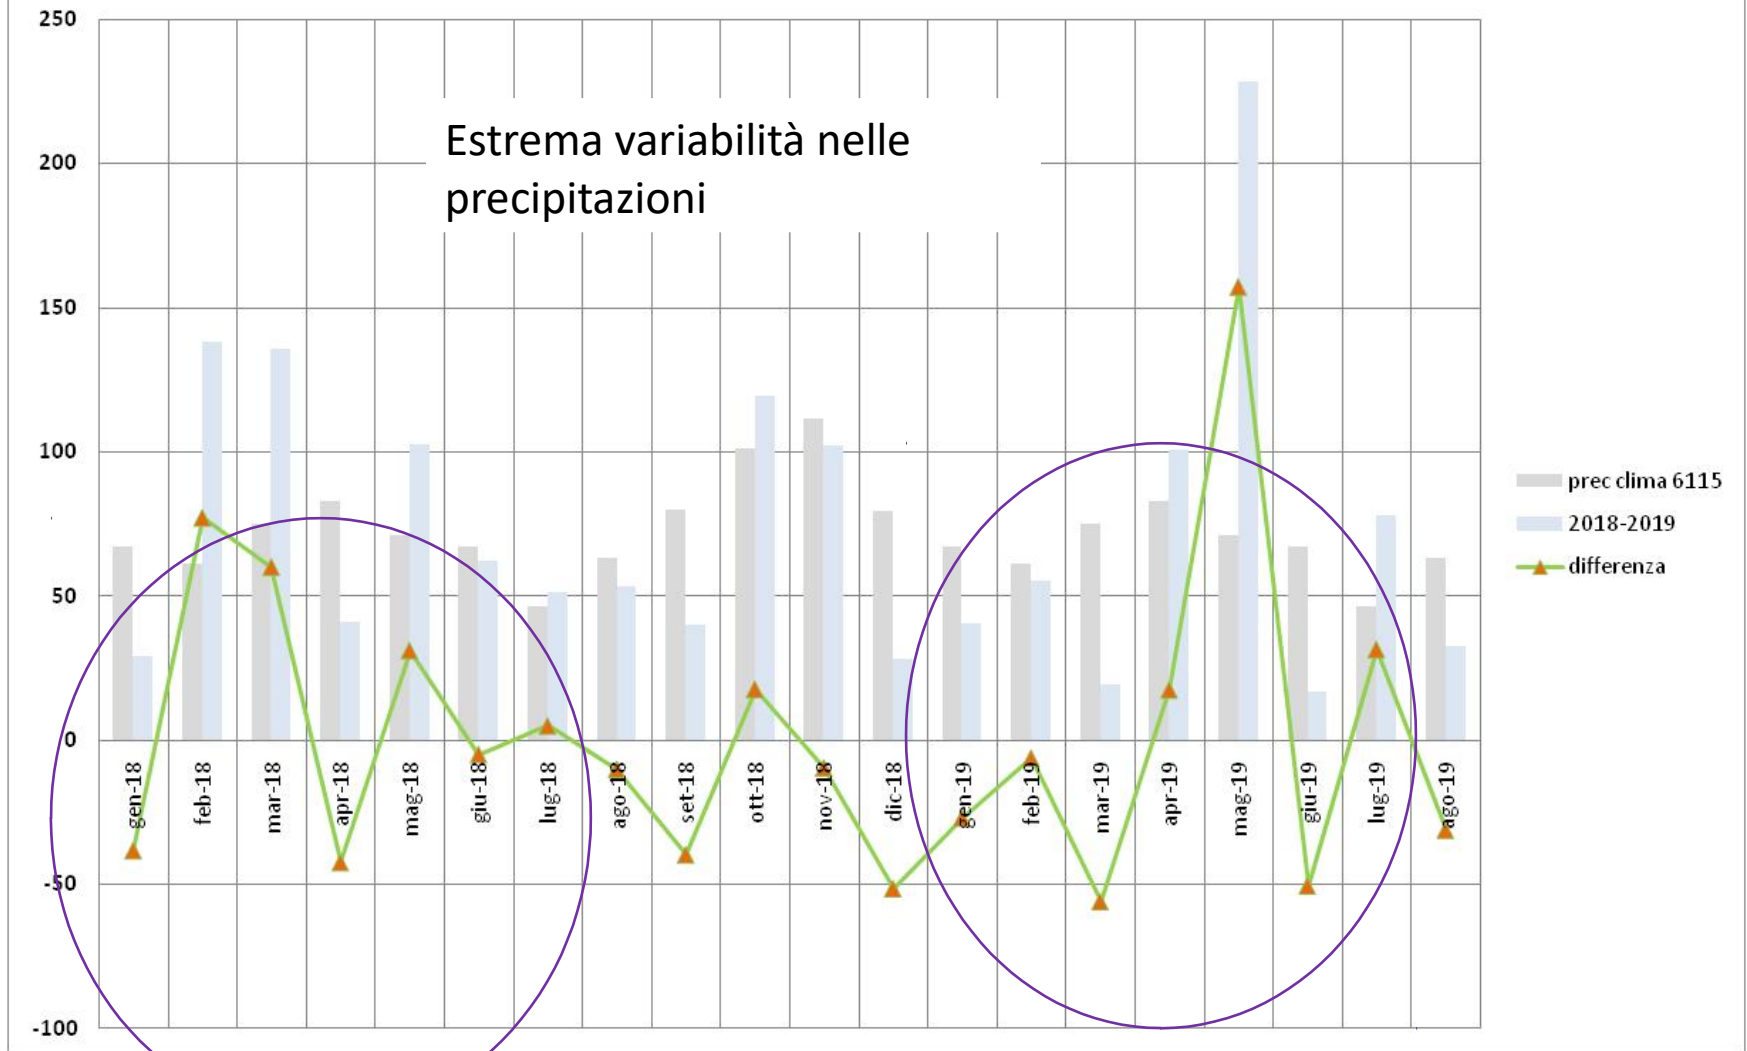 250
Estrema variabilità nelle
precipitazioni
200
150
100
50
0
-50
-100
gen-18
feb-18
mar-18
apr-18
mag-18
giu-18
lug-18
ago-18
set-18
ott-18
nov-18
dic-18
gen-19
feb-19
mar-19
apr-19
mag-19
giu-19
lug-19
ago-19
prec clima 6115
2018-2019
differenza